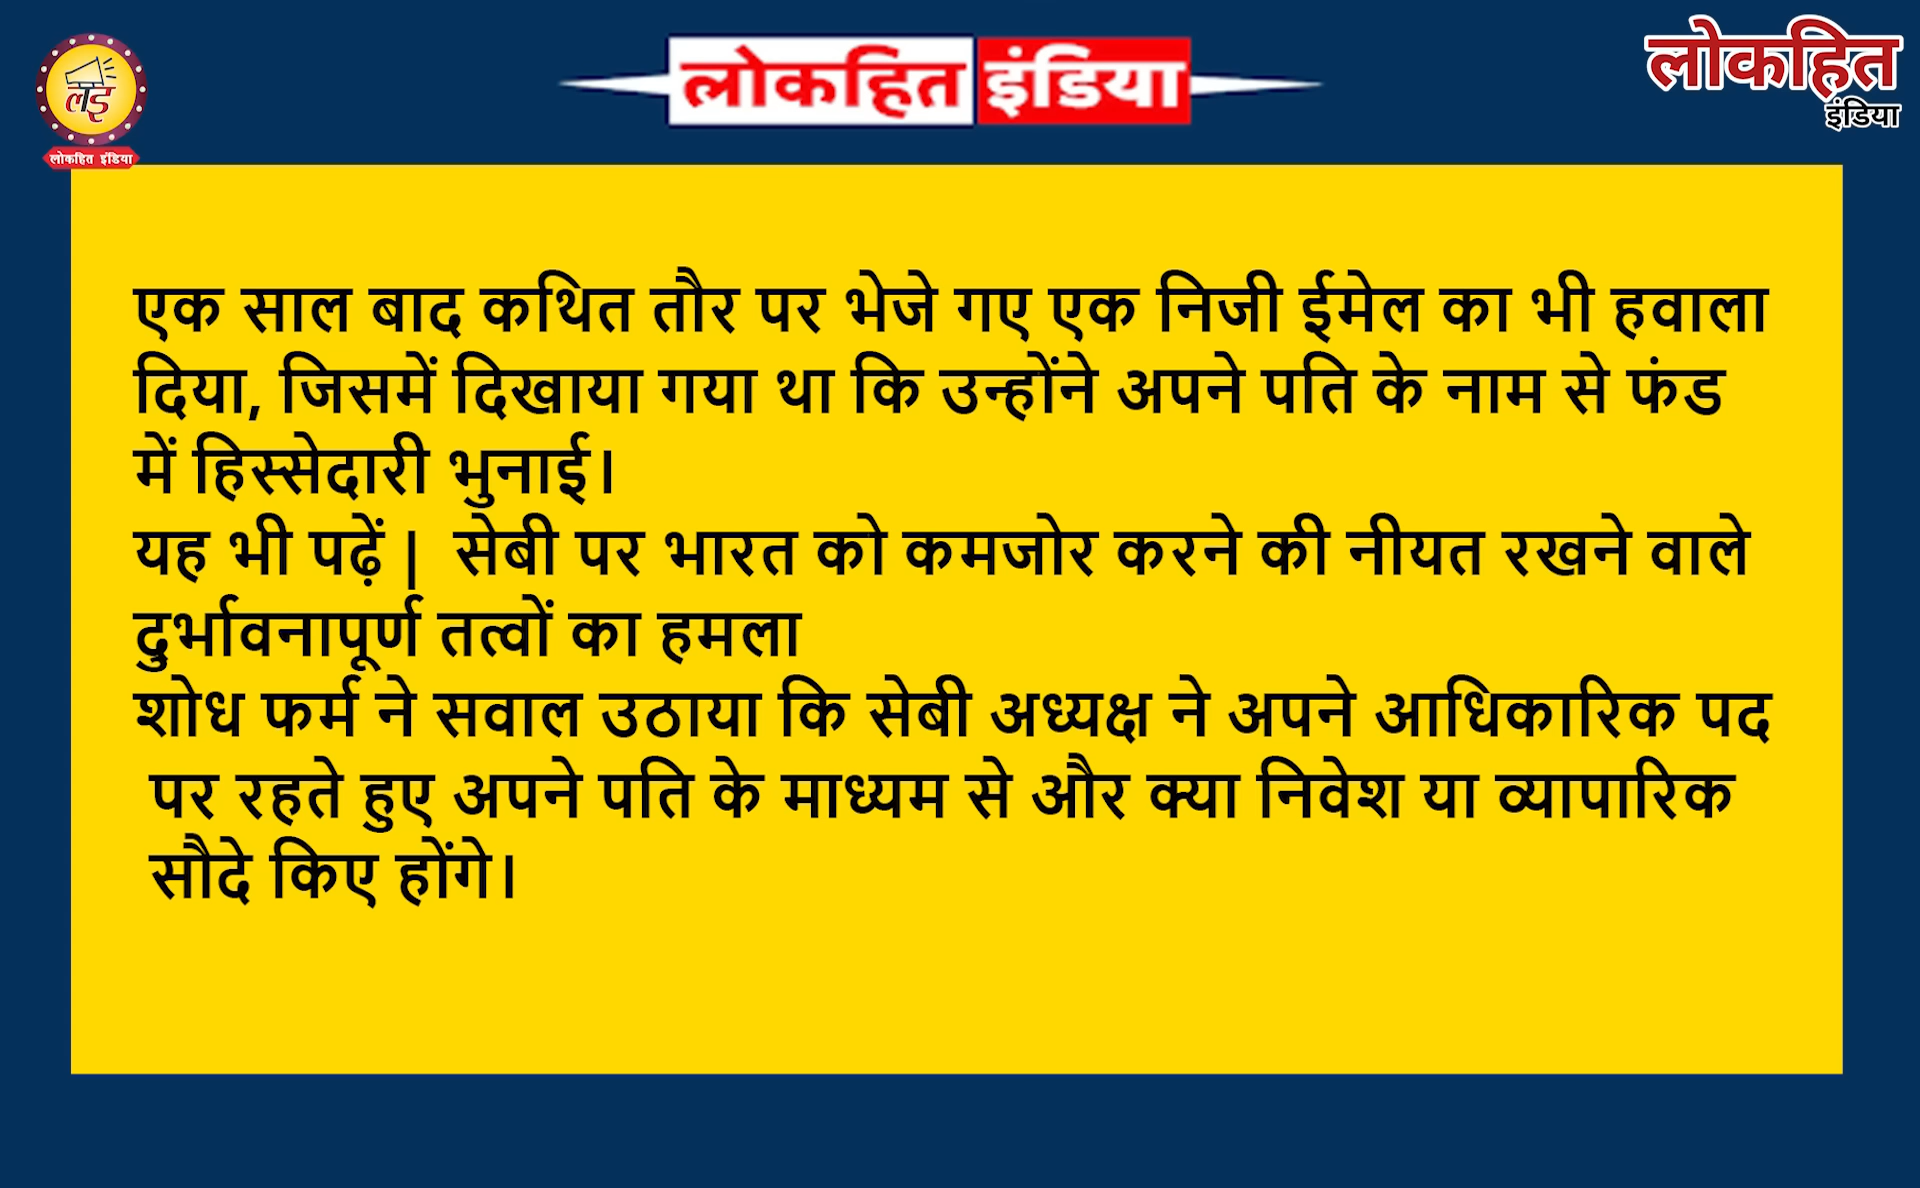 लोकहित इंडिया
लोकहित
इंडिया
लइ
लोकहित इंडिया
एक साल बाद कथित तौर पर भेजे गए एक निजी ईमेल का भी हवाला
दिया, जिसमें दिखाया गया था कि उन्होंने अपने पति के नाम से फंड
में हिस्सेदारी भुनाई।
यह भी पढ़ें | सेबी पर भारत को कमजोर करने की नीयत रखने वाले
दुर्भावनापूर्ण तत्वों का हमला
शोध फर्म ने सवाल उठाया कि सेबी अध्यक्ष ने अपने आधिकारिक पद
पर रहते हुए अपने पति के माध्यम से और क्या निवेश या व्यापारिक
सौदे किए होंगे।